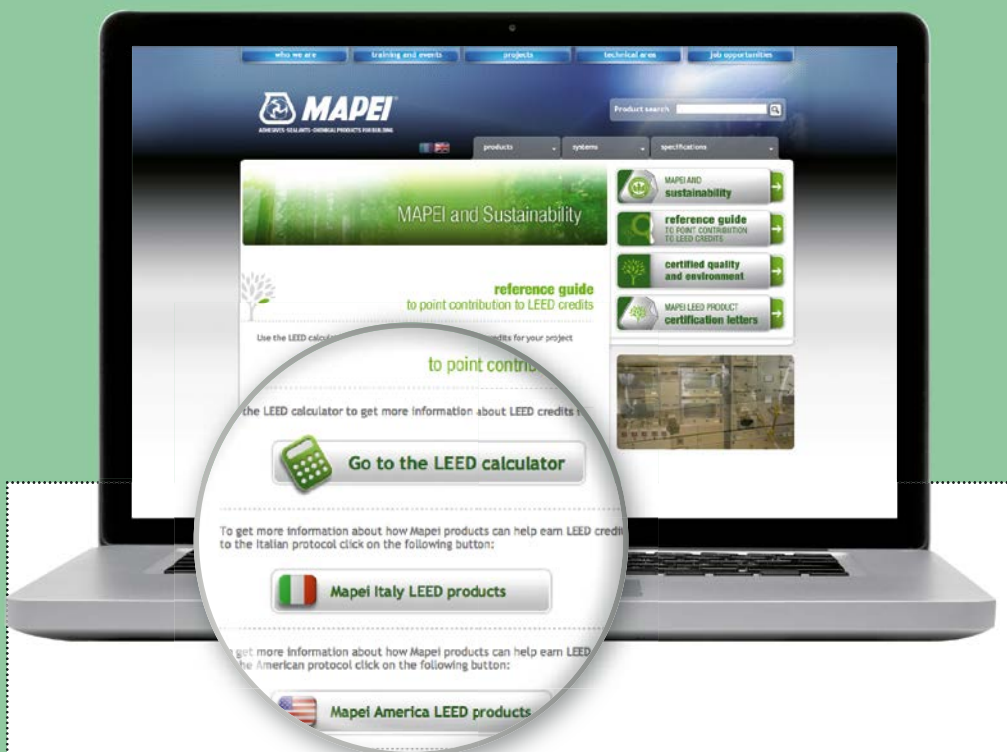 who we are training and events projects technical area job opportunities
MAPEI
ADHESIVES · SEALANTS · CHEMICAL PRODUCTS FOR BUILDING
Product search
products systems specifications
MAPEI and Sustainability
MAPEI AND
sustainability
reference guide
TO POINT CONTRIBUTION
TO LEED CREDITS
certified quality
and environment
MAPEI LEED PRODUCT
certification letters
reference guide
to point contribution to LEED credits
Use the LEED calculat edits for your project
to point contrib
the LEED calculator to get more information about LEED credits
Go to the LEED calculator
To get more information about how Mapei products can help earn LEED credit
to the Italian protocol click on the following button:
Mapei Italy LEED products
get more information about how Mapei products can help earn LEED
the American protocol click on the following button:
Mapei America LEED products